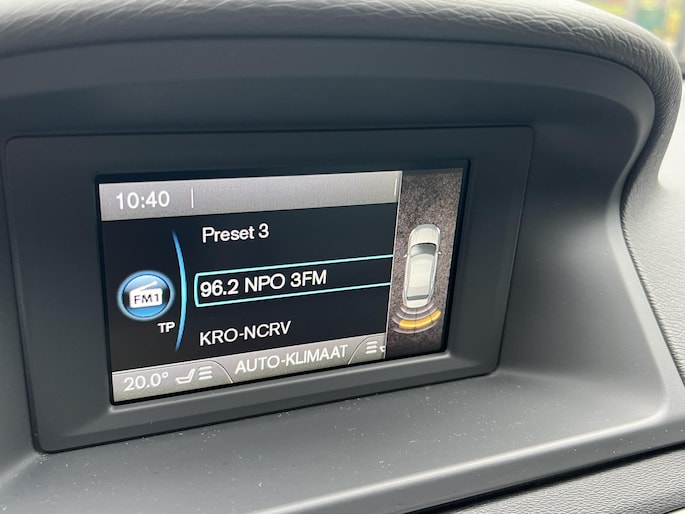 10:40
Preset 3
96.2 NPO 3FM
FM1
TP
KRO-NCRV
20.0°
AUTO-KLIMAAT